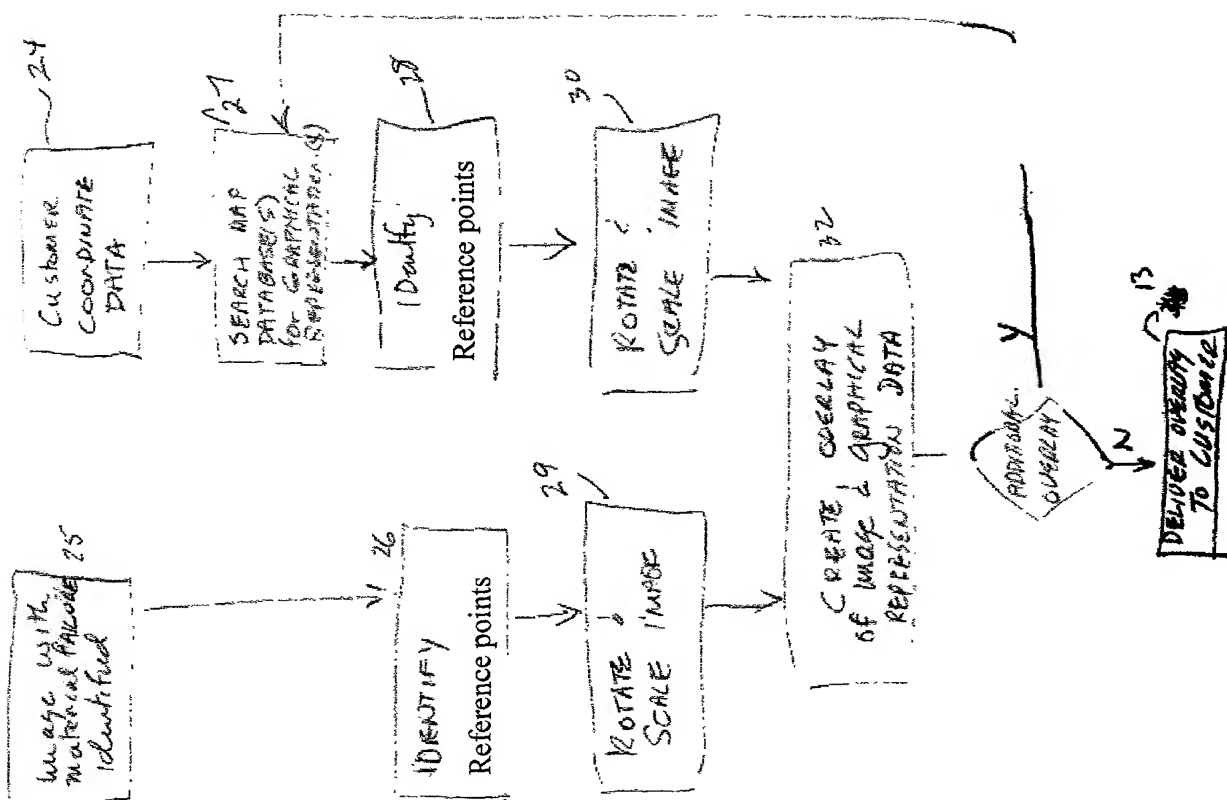 Customer
COORDINATE
DATA
24
SEARCH MAP
DATABASE(S)
for GRAPHICAL
REPRESENTATION(S)
27
IDentify
Reference points
28
ROTATE &
SCALE IMAGE
30
Image with
material FAILURE
identified
25
IDENTIFY
Reference points
26
ROTATE &
SCALE IMAGE
29
CREATE OVERLAY
of image & GRAPHICAL
REPRESENTATION DATA
32
ADDITIONAL
OVERLAY
Y
N
DELIVER OVERLAY
TO CUSTOMER
13